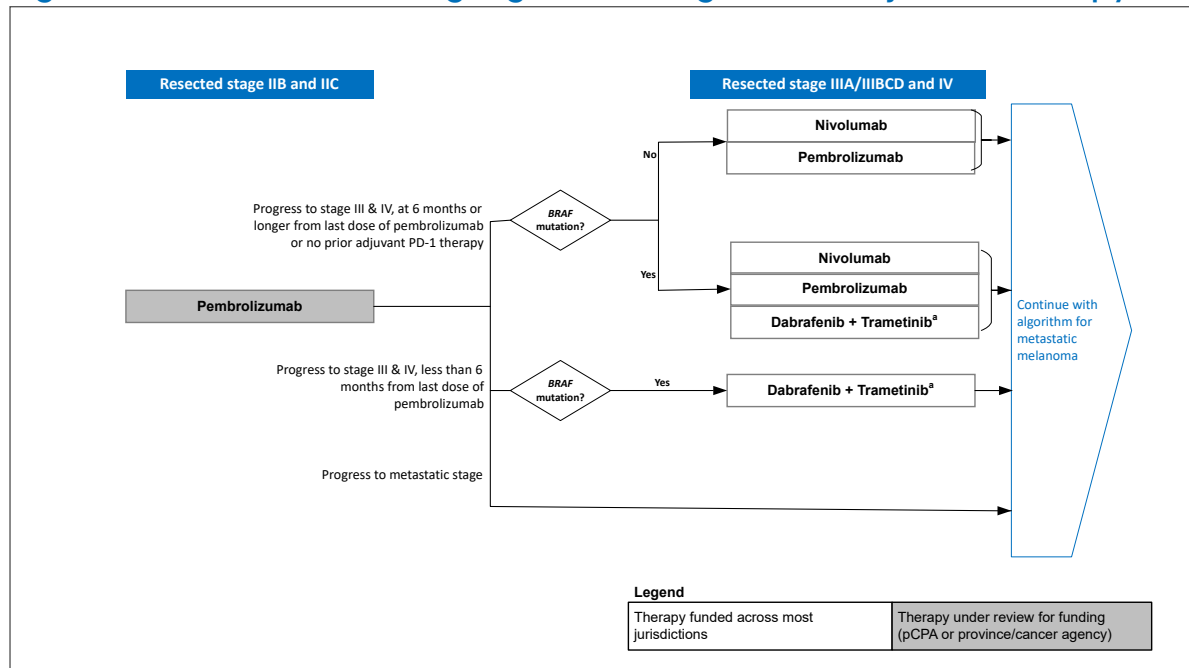 Resected stage IIB and IIC
Resected stage IIIA/IIIBCD and IV
Nivolumab
Pembrolizumab
No
Progress to stage III & IV, at 6 months or
longer from last dose of pembrolizumab
or no prior adjuvant PD-1 therapy
BRAF
mutation?
Yes
Nivolumab
Pembrolizumab
Dabrafenib + Trametinibᵃ
Pembrolizumab
Continue with
algorithm for
metastatic
melanoma
Progress to stage III & IV, less than 6
months from last dose of
pembrolizumab
BRAF
mutation?
Yes
Dabrafenib + Trametinibᵃ
Progress to metastatic stage
Legend
Therapy funded across most
jurisdictions
Therapy under review for funding
(pCPA or province/cancer agency)